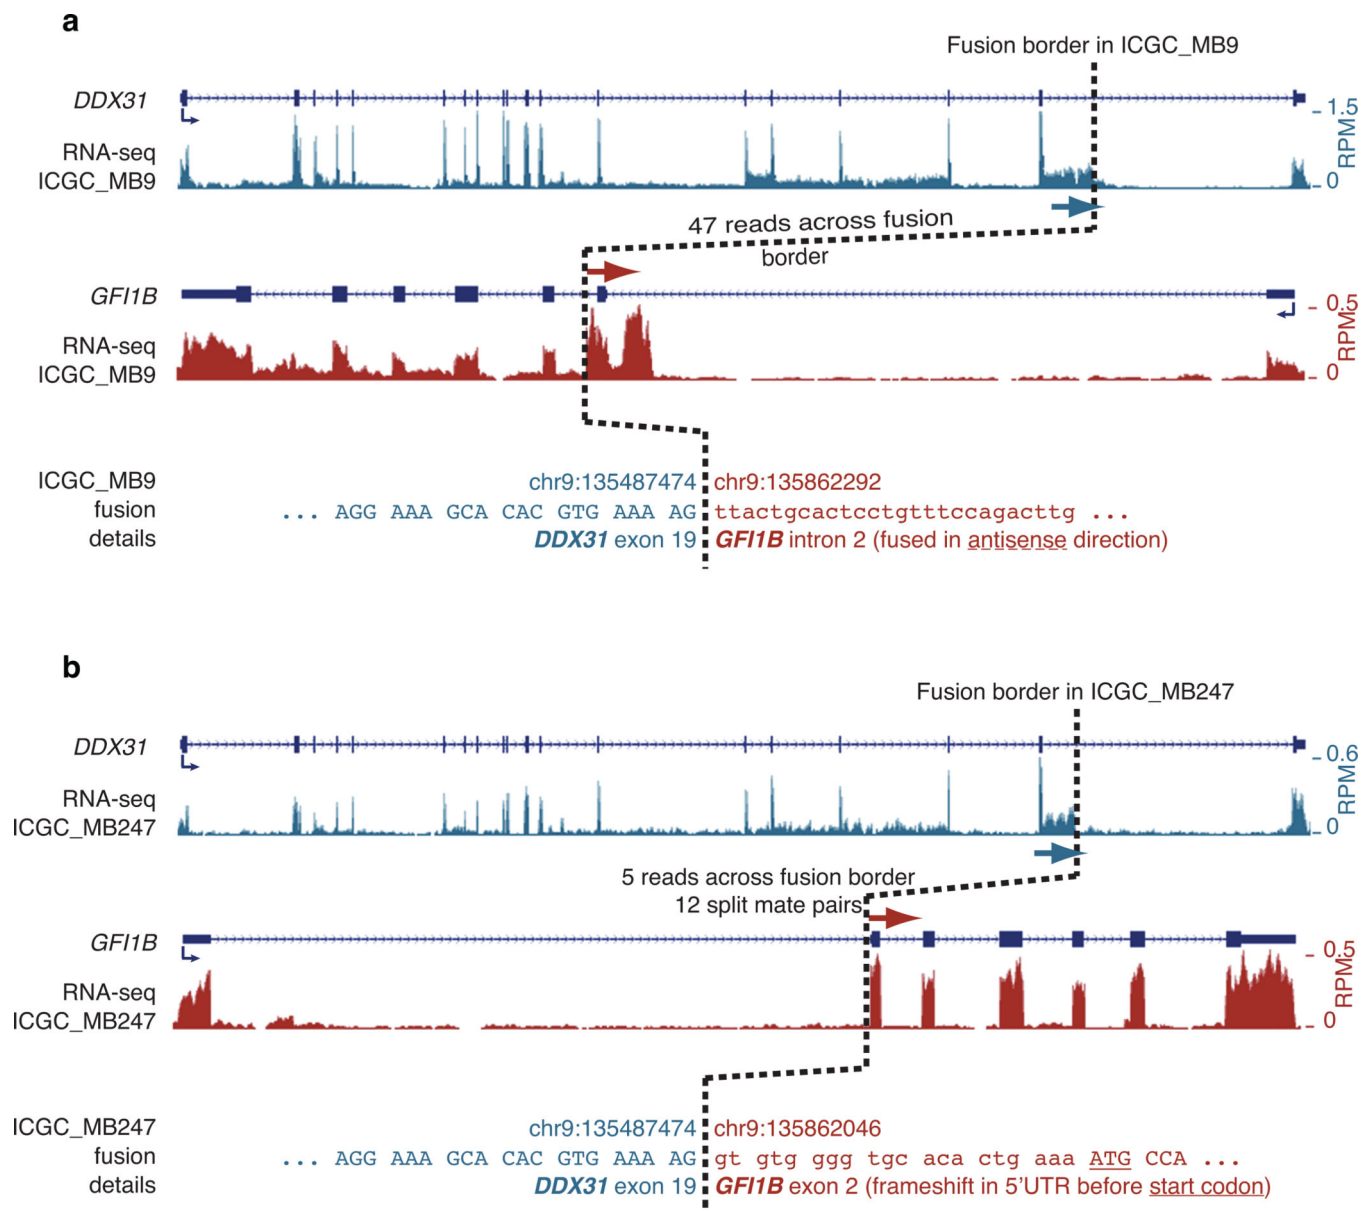 a
Fusion border in ICGC_MB9
DDX31
1.5
RNA-seq
ICGC_MB9
RPM
0
47 reads across fusion
border
GFI1B
0.5
RNA-seq
ICGC_MB9
RPM
0
ICGC_MB9 chr9:135487474 chr9:135862292
fusion ... AGG AAA GCA CAC GTG AAA AG ttactgcactcctgtttccagacttg ...
details DDX31 exon 19 GFI1B intron 2 (fused in antisense direction)
b
Fusion border in ICGC_MB247
DDX31
0.6
RNA-seq
ICGC_MB247
RPM
0
5 reads across fusion border
12 split mate pairs
GFI1B
0.5
RNA-seq
ICGC_MB247
RPM
0
ICGC_MB247 chr9:135487474 chr9:135862046
fusion ... AGG AAA GCA CAC GTG AAA AG gt gtg ggg tgc aca ctg aaa ATG CCA ...
details DDX31 exon 19 GFI1B exon 2 (frameshift in 5'UTR before start codon)